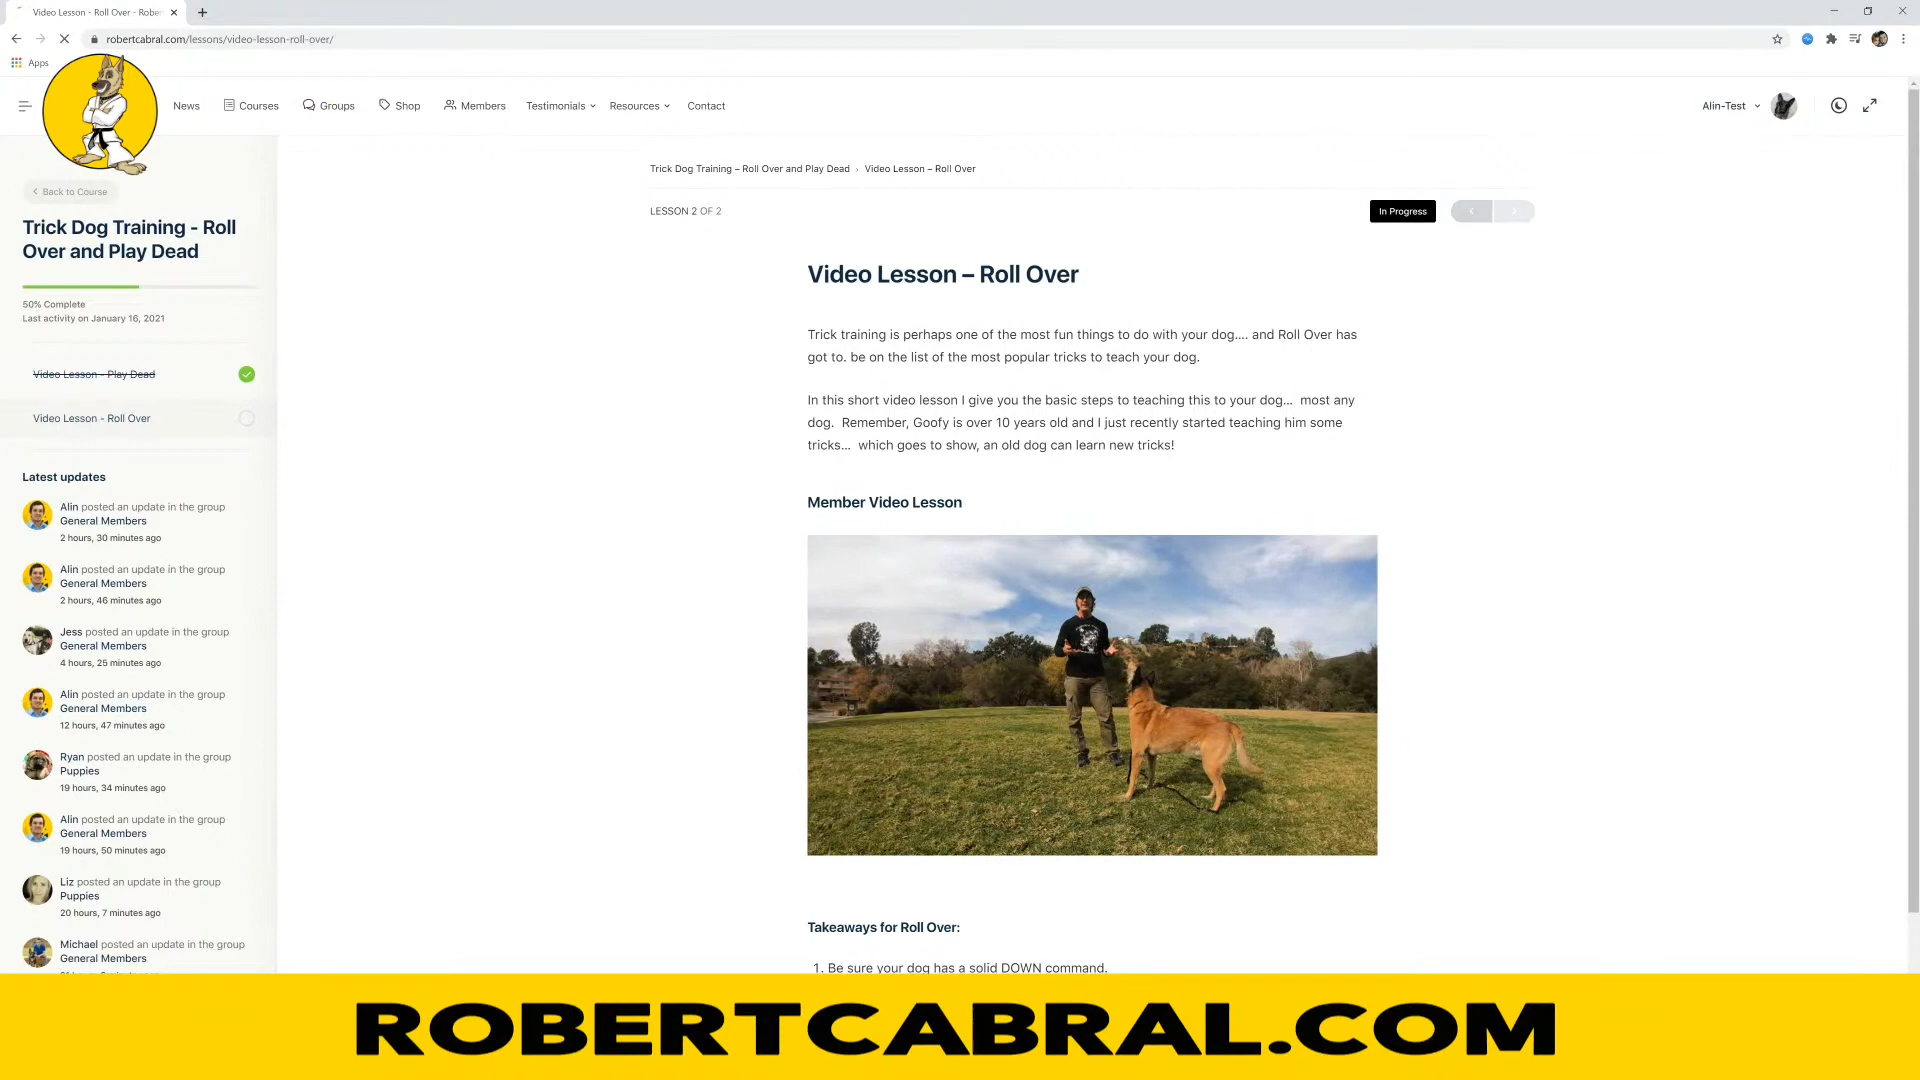 Video Lesson - Roll Over - Rober
robertcabral.com/lessons/video-lesson-roll-over/
Apps
News
Courses
Groups
Shop
Members
Testimonials
Resources
Contact
Alin-Test
Back to Course
Trick Dog Training - Roll
Over and Play Dead
50% Complete
Last activity on January 16, 2021
Video Lesson - Play Dead
Video Lesson - Roll Over
Latest updates
Alin posted an update in the group
General Members
2 hours, 30 minutes ago
Alin posted an update in the group
General Members
2 hours, 46 minutes ago
Jess posted an update in the group
General Members
4 hours, 25 minutes ago
Alin posted an update in the group
General Members
12 hours, 47 minutes ago
Ryan posted an update in the group
Puppies
19 hours, 34 minutes ago
Alin posted an update in the group
General Members
19 hours, 50 minutes ago
Liz posted an update in the group
Puppies
20 hours, 7 minutes ago
Michael posted an update in the group
General Members
Trick Dog Training – Roll Over and Play Dead › Video Lesson – Roll Over
LESSON 2 OF 2
In Progress
Video Lesson – Roll Over
Trick training is perhaps one of the most fun things to do with your dog…. and Roll Over has
got to. be on the list of the most popular tricks to teach your dog.
In this short video lesson I give you the basic steps to teaching this to your dog… most any
dog. Remember, Goofy is over 10 years old and I just recently started teaching him some
tricks… which goes to show, an old dog can learn new tricks!
Member Video Lesson
Takeaways for Roll Over:
1. Be sure your dog has a solid DOWN command.
ROBERTCABRAL.COM